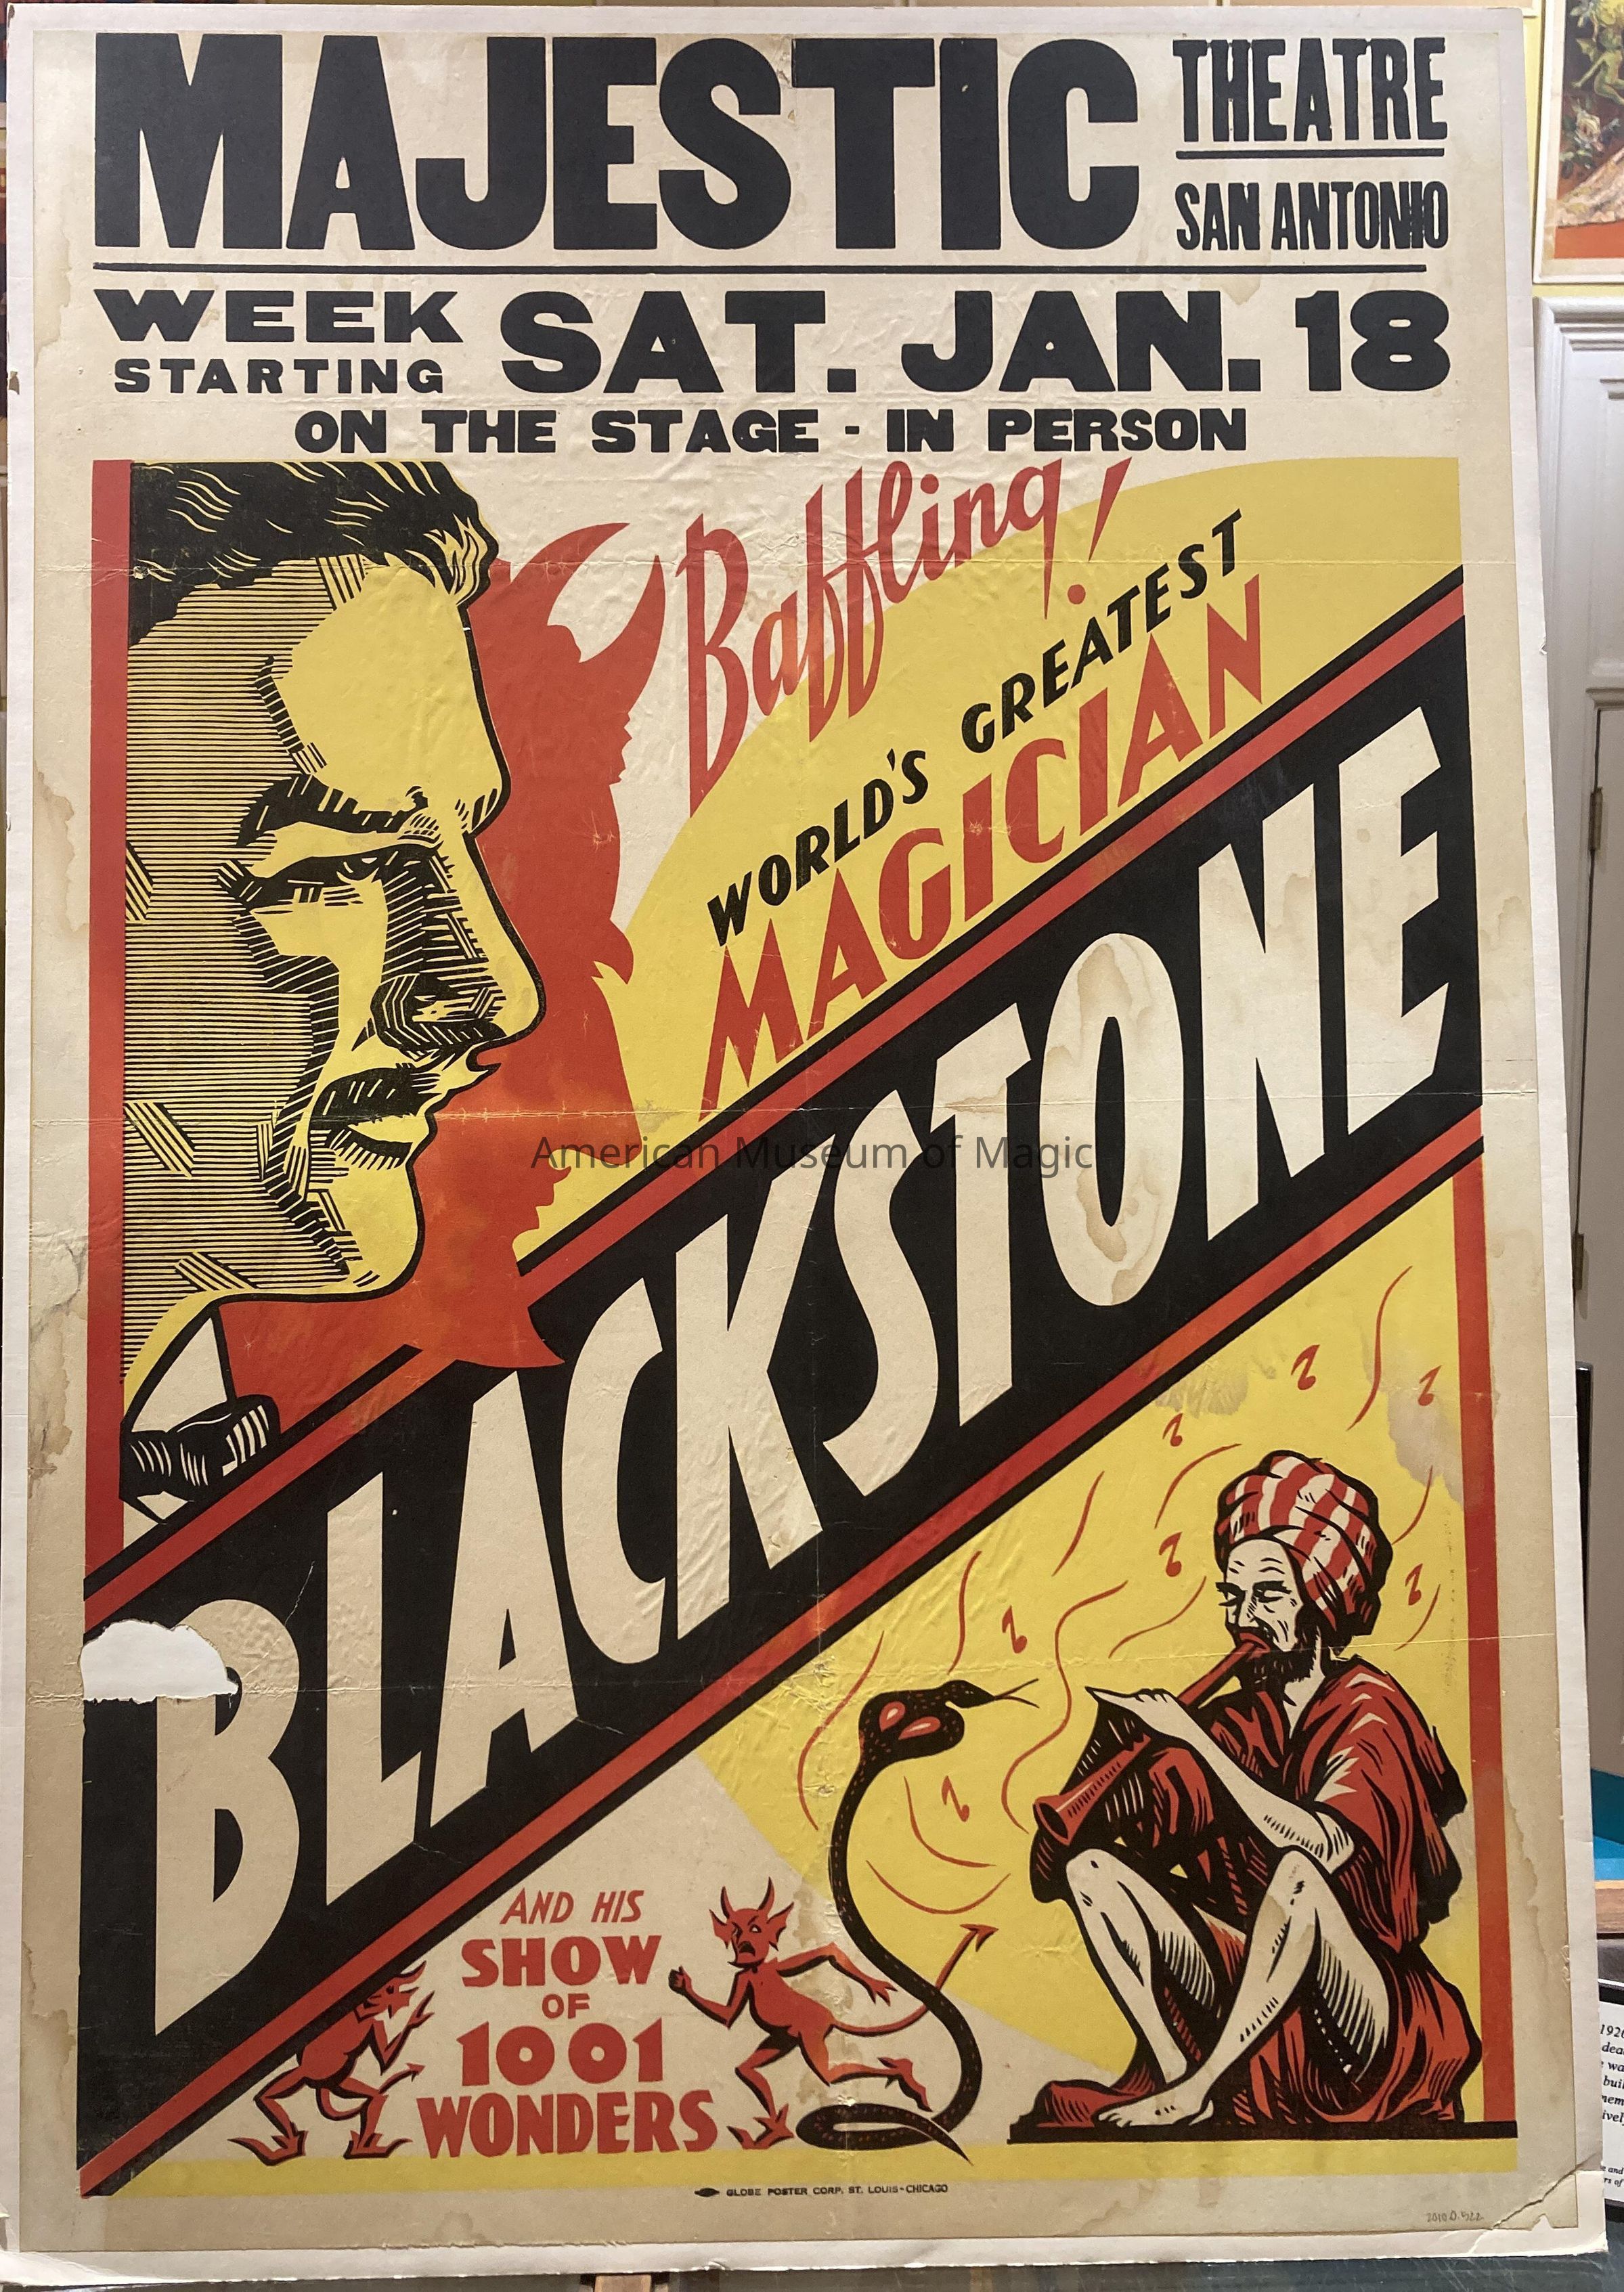 MAJESTIC
THEATRE
SAN ANTONIO
WEEK
STARTING
SAT. JAN. 18
ON THE STAGE - IN PERSON
Baffling!
WORLD'S GREATEST
MAGICIAN
BLACKSTONE
American Museum of Magic
AND HIS
SHOW
OF
1001
WONDERS
GLOBE POSTER CORP. ST. LOUIS-CHICAGO